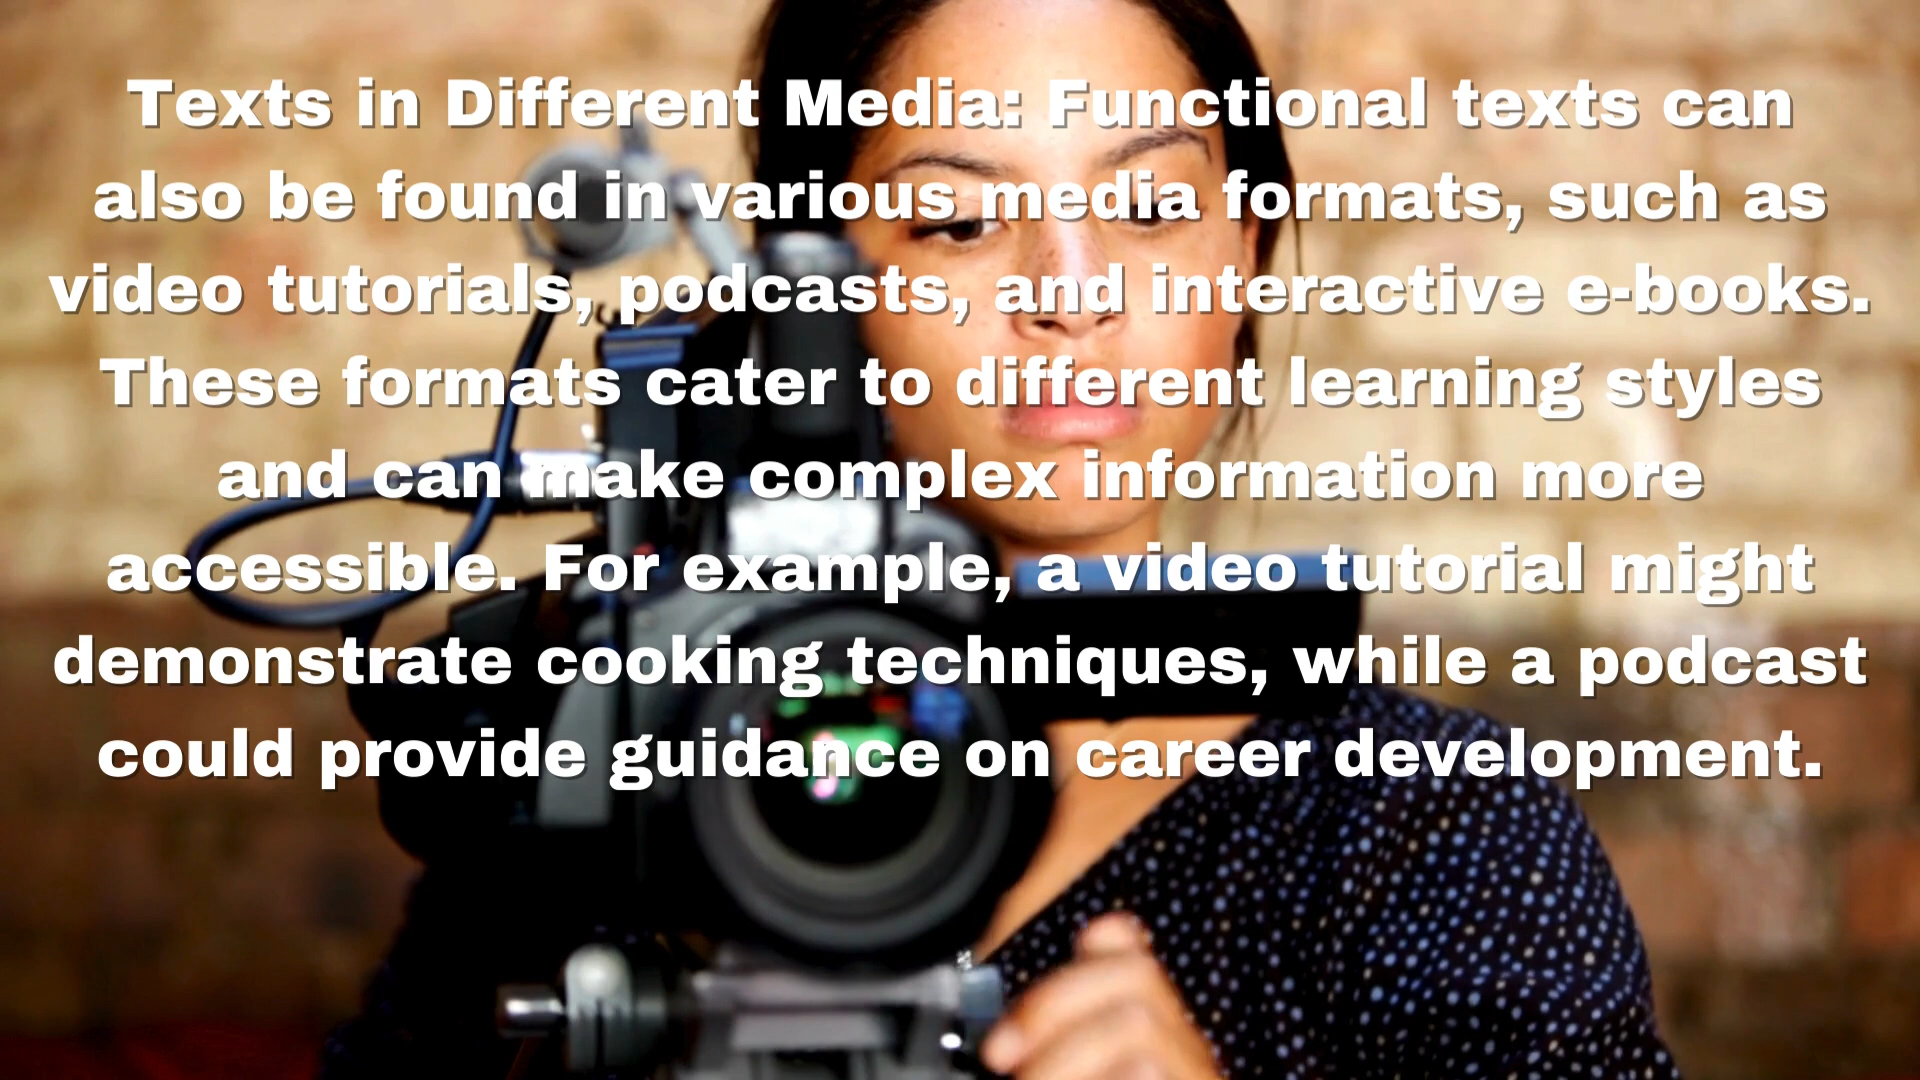 Texts in Different Media: Functional texts can
also be found in various media formats, such as
video tutorials, podcasts, and interactive e-books.
These formats cater to different learning styles
and can make complex information more
accessible. For example, a video tutorial might
demonstrate cooking techniques, while a podcast
could provide guidance on career development.